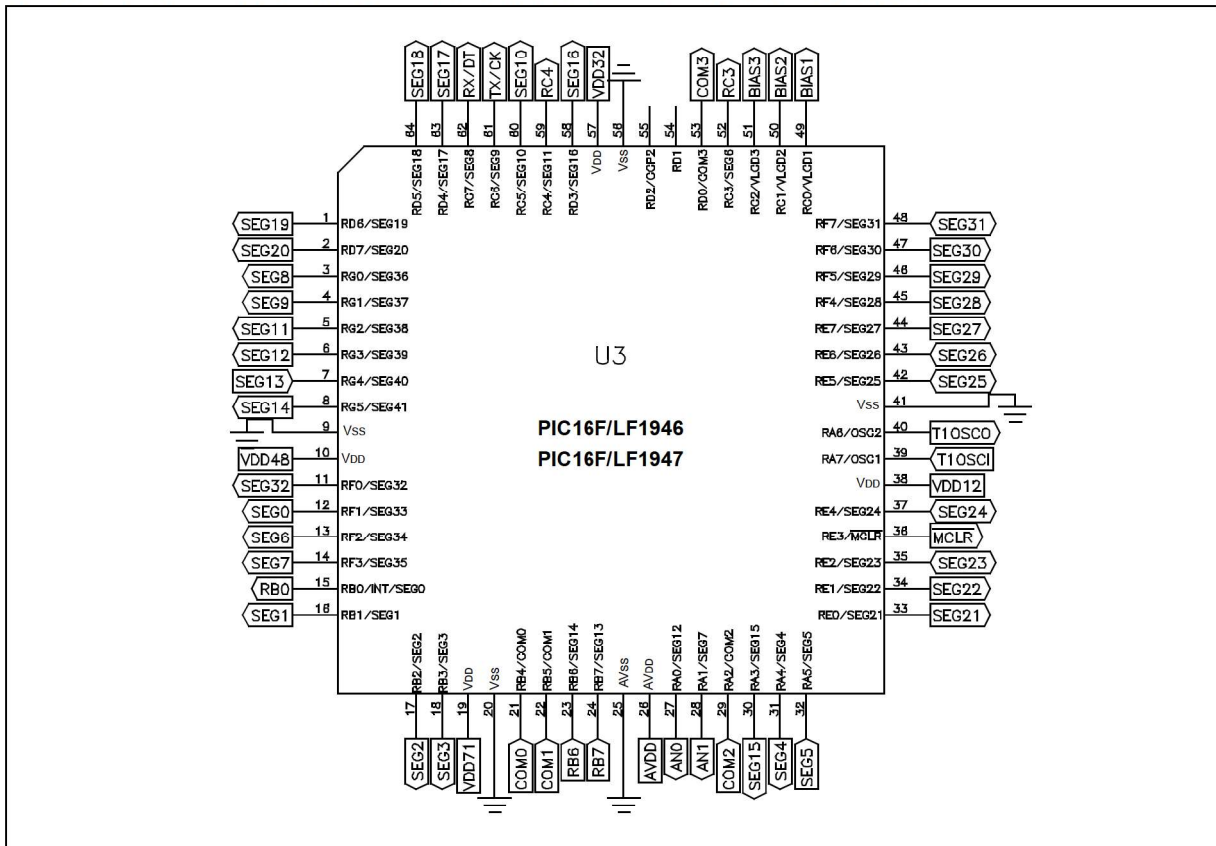 SEG18
SEG17
RX/DT
TX/CK
SEG10
RC4
SEG16
VDD32
COM3
RC3
BIAS3
BIAS2
BIAS1
64
63
62
61
60
59
58
57
56
55
54
53
52
51
50
49
RD5/SEG18
RD4/SEG17
RC7/SEG8
RC6/SEG9
RC5/SEG10
RC4/SEG11
RD3/SEG16
VDD
VSS
RD2/CCP2
RD1
RD0/COM3
RC3/SEG6
RC2/VLCD3
RC1/VLCD2
RC0/VLCD1
SEG19 1 RD6/SEG19
SEG20 2 RD7/SEG20
SEG8 3 RG0/SEG36
SEG9 4 RG1/SEG37
SEG11 5 RG2/SEG38
SEG12 6 RG3/SEG39
SEG13 7 RG4/SEG40
SEG14 8 RG5/SEG41
9 VSS
VDD48 10 VDD
SEG32 11 RF0/SEG32
SEG0 12 RF1/SEG33
SEG6 13 RF2/SEG34
SEG7 14 RF3/SEG35
RB0 15 RB0/INT/SEG0
SEG1 16 RB1/SEG1
U3
PIC16F/LF1946
PIC16F/LF1947
RF7/SEG31 48 SEG31
RF6/SEG30 47 SEG30
RF5/SEG29 46 SEG29
RF4/SEG28 45 SEG28
RE7/SEG27 44 SEG27
RE6/SEG26 43 SEG26
RE5/SEG25 42 SEG25
VSS 41
RA6/OSC2 40 T1OSCO
RA7/OSC1 39 T1OSCI
VDD 38 VDD12
RE4/SEG24 37 SEG24
RE3/MCLR 36 MCLR
RE2/SEG23 35 SEG23
RE1/SEG22 34 SEG22
RE0/SEG21 33 SEG21
RB2/SEG2
RB3/SEG3
VDD
VSS
RB4/COM0
RB5/COM1
RB6/SEG14
RB7/SEG13
AVSS
AVDD
RA0/SEG12
RA1/SEG7
RA2/COM2
RA3/SEG15
RA4/SEG4
RA5/SEG5
17
18
19
20
21
22
23
24
25
26
27
28
29
30
31
32
SEG2
SEG3
VDD71
COM0
COM1
RB6
RB7
AVDD
AN0
AN1
COM2
SEG15
SEG4
SEG5